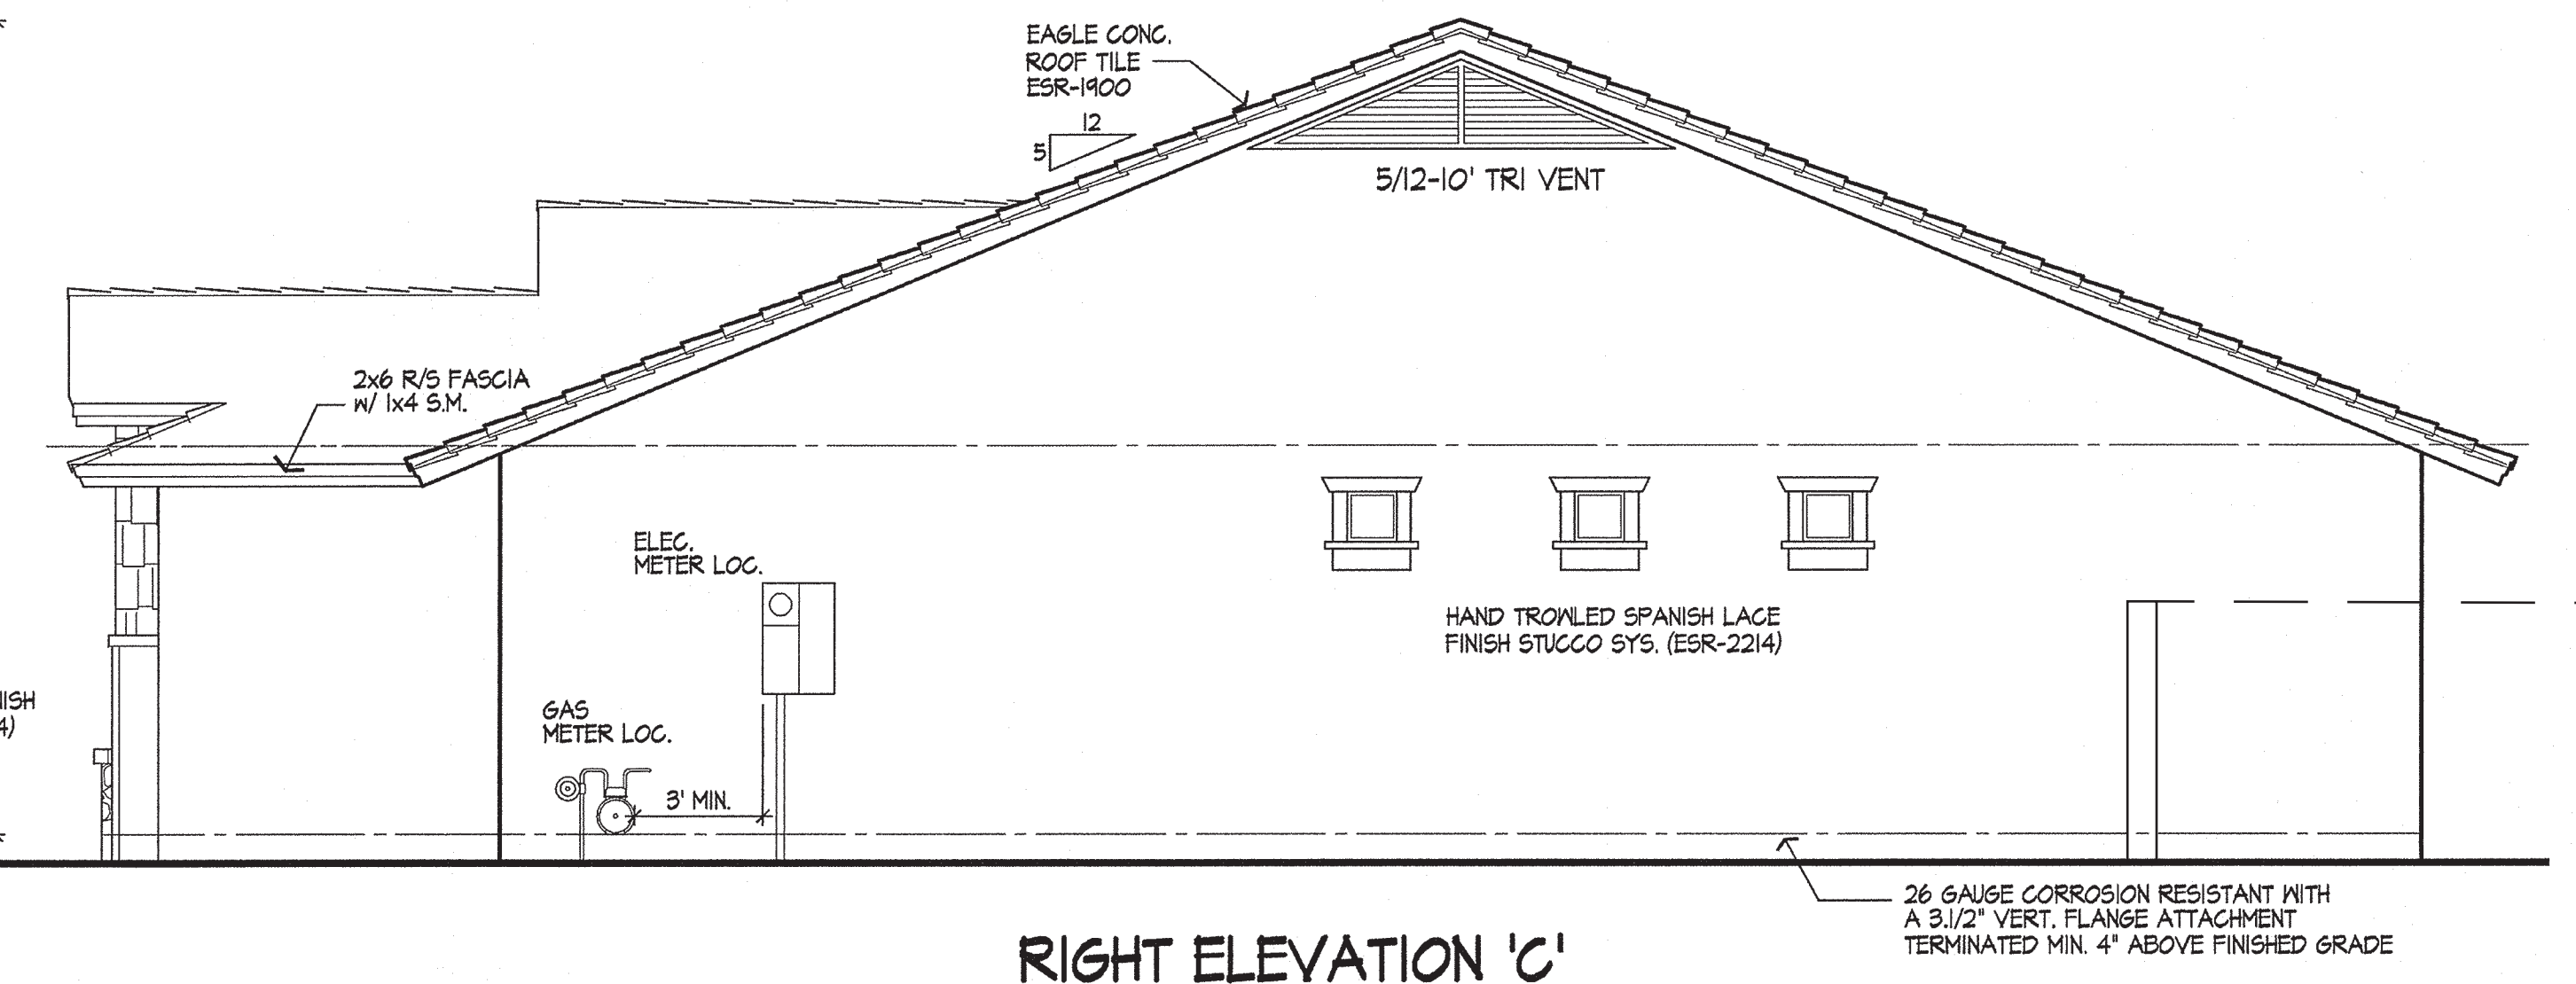 EAGLE CONC.
ROOF TILE
ESR-1900
12
5
5/12-10' TRI VENT
2x6 R/S FASCIA
W/ 1x4 S.M.
ELEC.
METER LOC.
HAND TROWLED SPANISH LACE
FINISH STUCCO SYS. (ESR-2214)
GAS
METER LOC.
3' MIN.
26 GAUGE CORROSION RESISTANT WITH
A 3.1/2" VERT. FLANGE ATTACHMENT
TERMINATED MIN. 4" ABOVE FINISHED GRADE
RIGHT ELEVATION 'C'